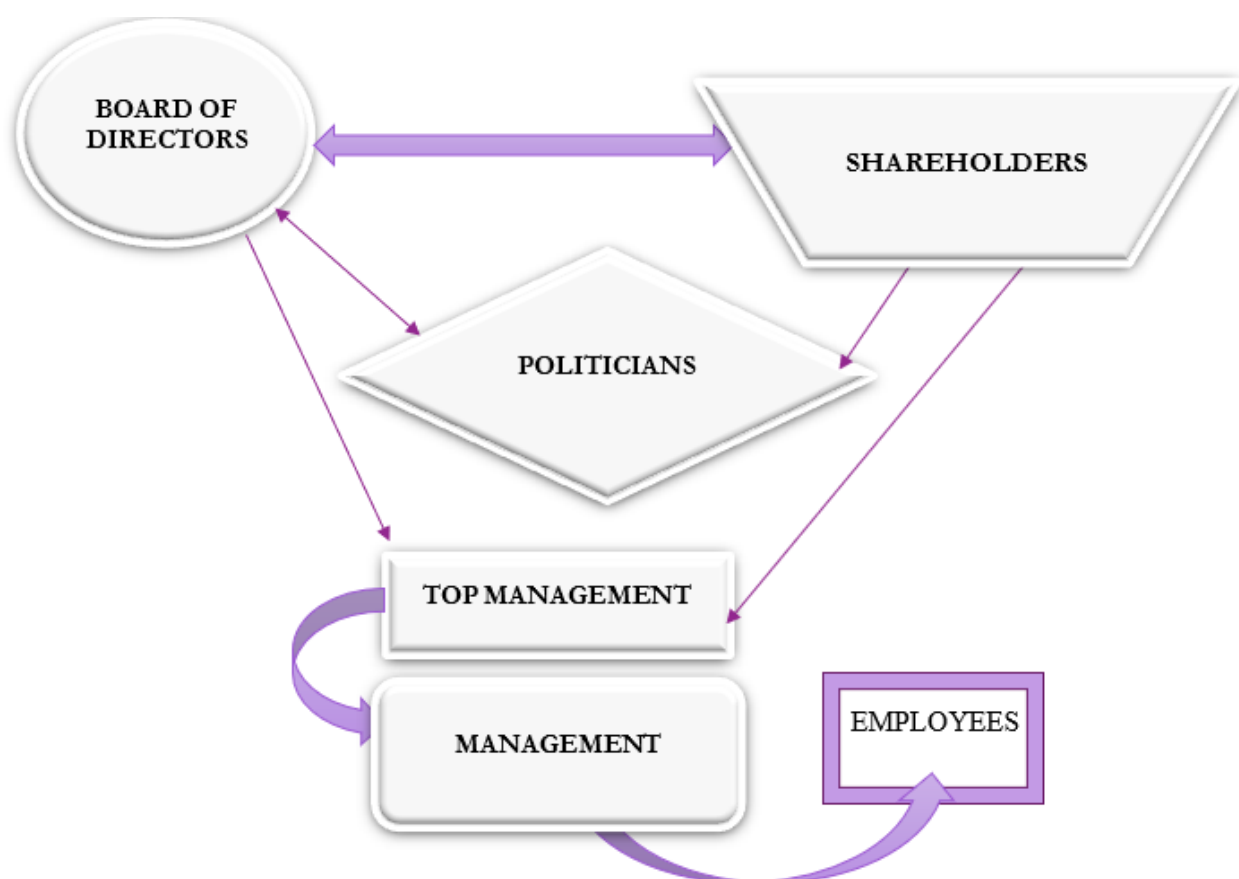 BOARD OF
DIRECTORS
SHAREHOLDERS
POLITICIANS
TOP MANAGEMENT
MANAGEMENT
EMPLOYEES